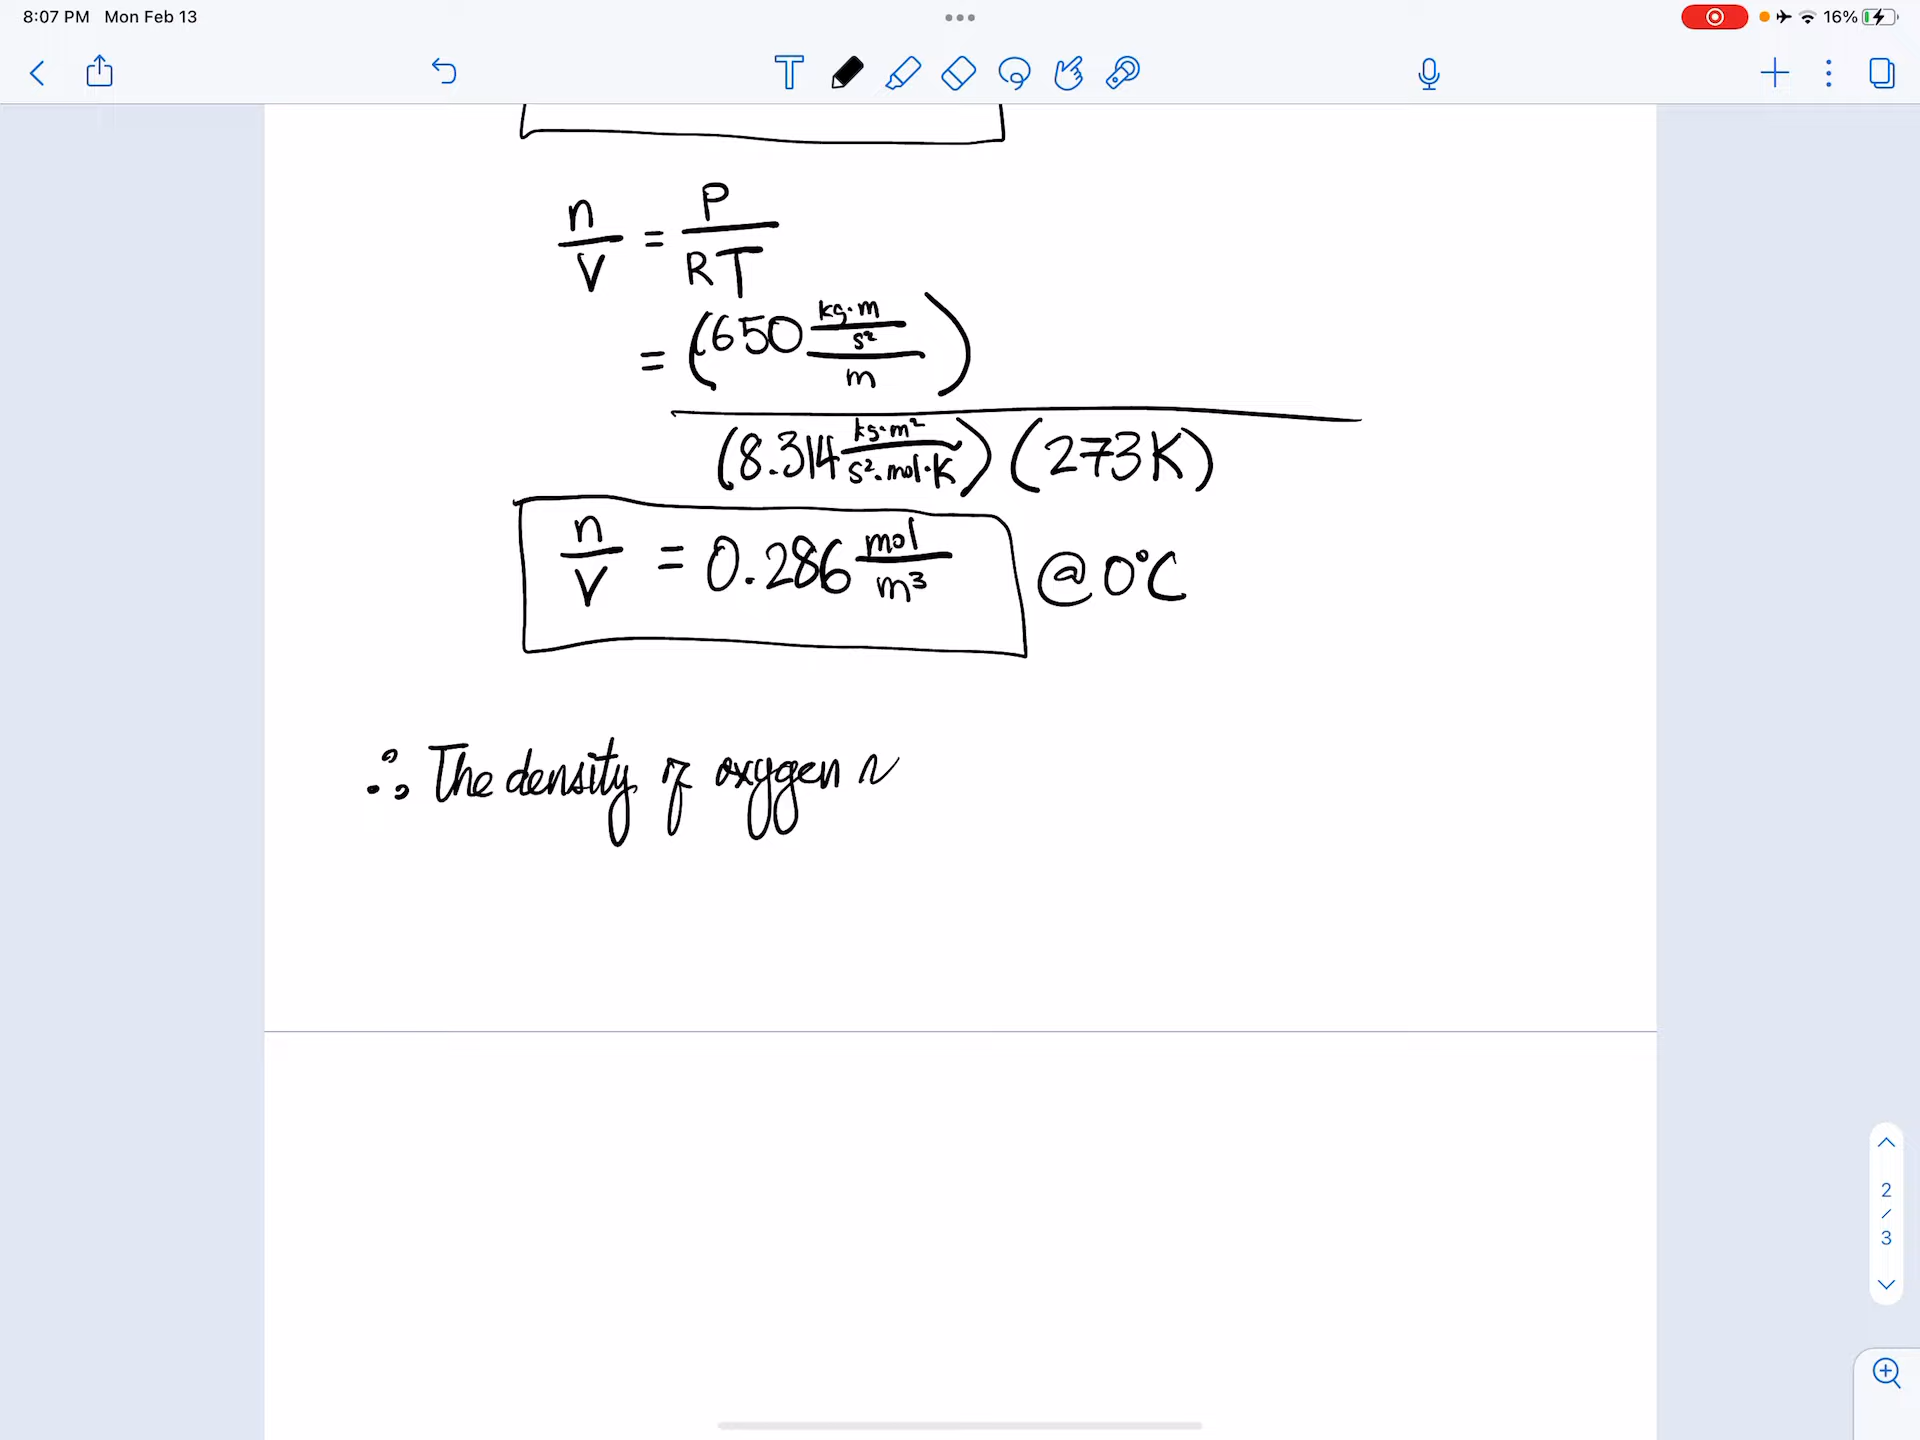 8:07 PM Mon Feb 13
16%
T
n/V = P/RT
= (650 kg·m/s²/m)
(8.314 kg·m²/s²·mol·K) (273K)
n/V = 0.286 mol/m³ @ 0°C
∴ The density of oxygen
2
/
3